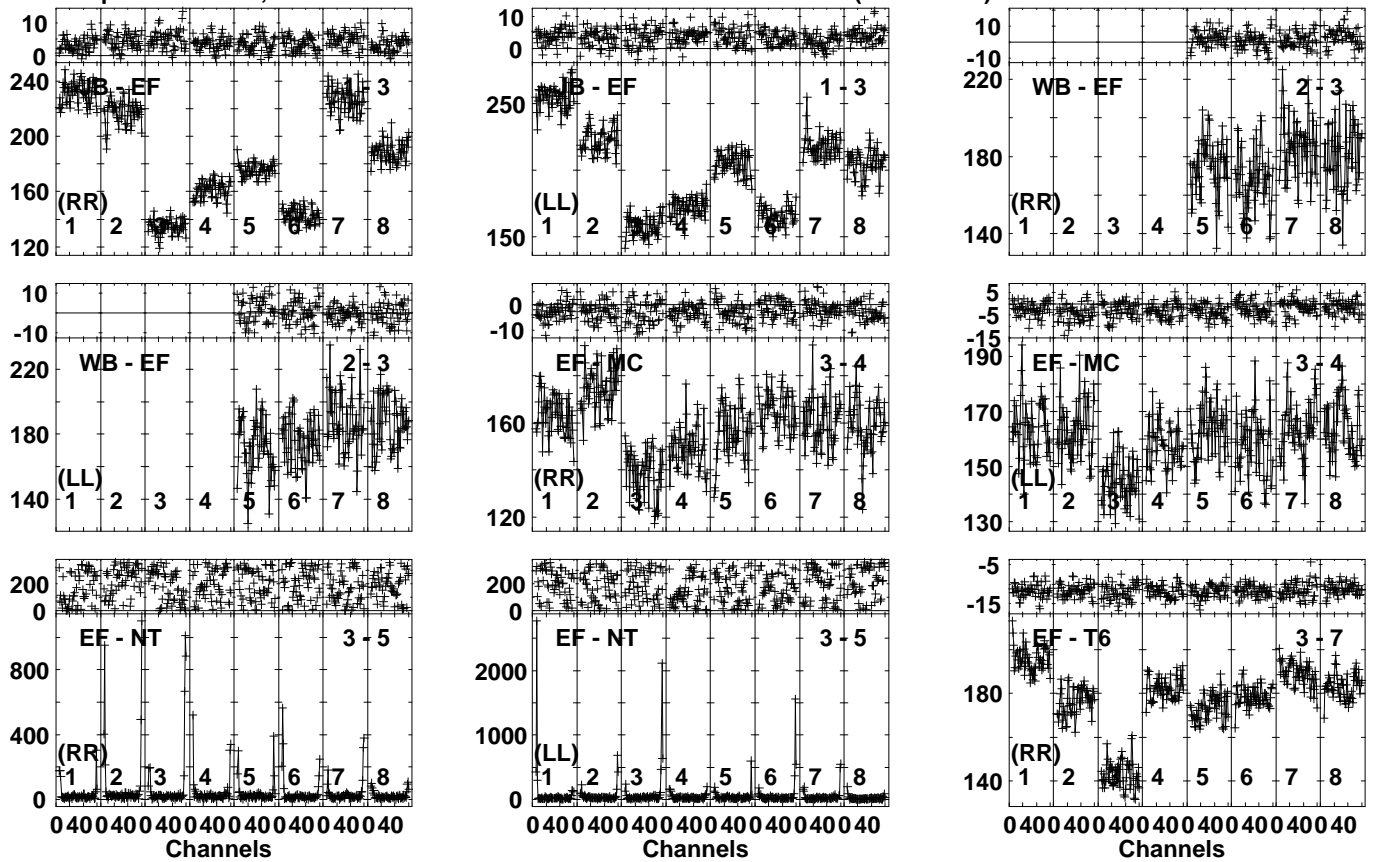 10 0
10 0
10 -10
240 200 160 120
JB - EF 1 - 3
(RR)
1 2 3 4 5 6 7 8
250 150
JB - EF 1 - 3
(LL)
1 2 3 4 5 6 7 8
220 180 140
WB - EF 2 - 3
(RR)
1 2 3 4 5 6 7 8
10 -10
0 -10
5 -5 -15
220 180 140
WB - EF 2 - 3
(LL)
1 2 3 4 5 6 7 8
160 120
EF - MC 3 - 4
(RR)
1 2 3 4 5 6 7 8
190 170 150 130
EF - MC 3 - 4
(LL)
1 2 3 4 5 6 7 8
200 0
200 0
-5 -15
800 400 0
EF - NT 3 - 5
(RR)
1 2 3 4 5 6 7 8
2000 1000 0
EF - NT 3 - 5
(LL)
1 2 3 4 5 6 7 8
180 140
EF - T6 3 - 7
(RR)
1 2 3 4 5 6 7 8
0 40 0 40 0 40 0 40 0 40 0 40 0 40 0 40
0 40 0 40 0 40 0 40 0 40 0 40 0 40 0 40
0 40 0 40 0 40 0 40 0 40 0 40 0 40 0 40
Channels
Channels
Channels